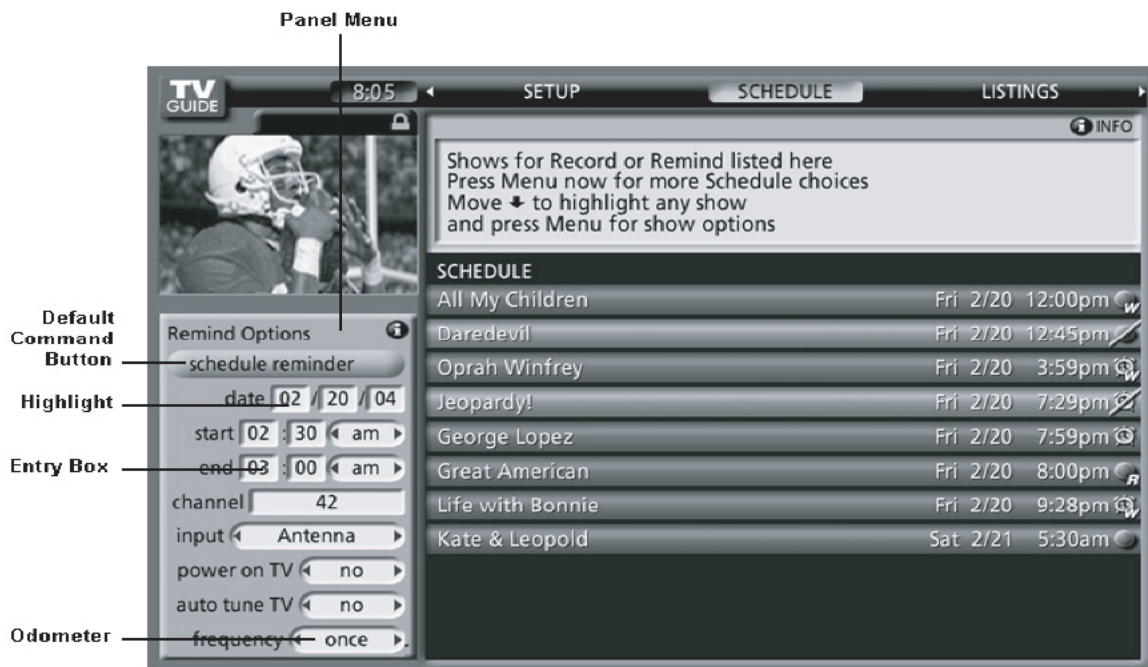 Panel Menu
TV GUIDE
8:05
SETUP
SCHEDULE
LISTINGS
INFO
Shows for Record or Remind listed here
Press Menu now for more Schedule choices
Move to highlight any show
and press Menu for show options
SCHEDULE
All My Children Fri 2/20 12:00pm W
Daredevil Fri 2/20 12:45pm
Oprah Winfrey Fri 2/20 3:59pm W
Jeopardy! Fri 2/20 7:29pm
George Lopez Fri 2/20 7:59pm
Great American Fri 2/20 8:00pm R
Life with Bonnie Fri 2/20 9:28pm W
Kate & Leopold Sat 2/21 5:30am
Default
Command
Button
Highlight
Entry Box
Odometer
Remind Options
schedule reminder
date 02 / 20 / 04
start 02 : 30 am
end 03 : 00 am
channel 42
input Antenna
power on TV no
auto tune TV no
frequency once